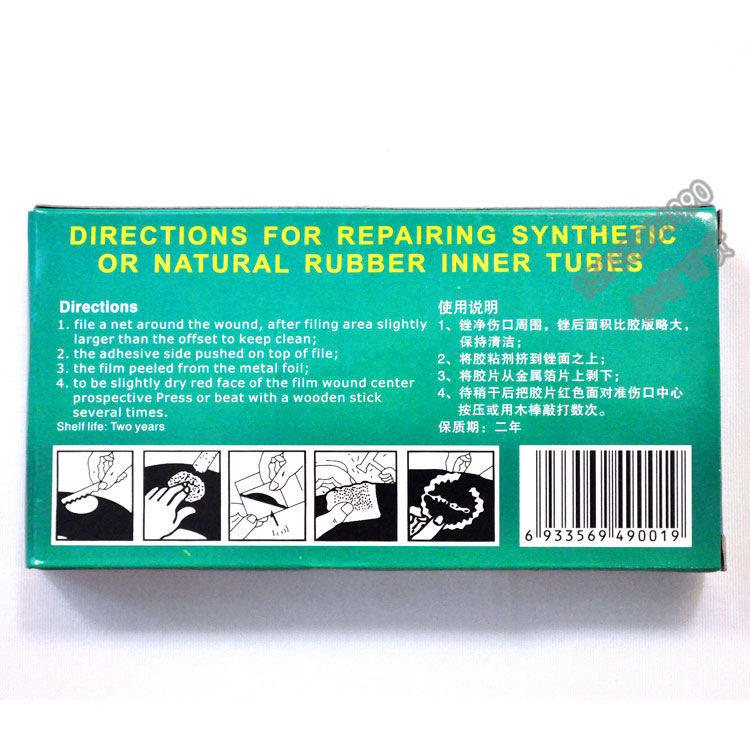 DIRECTIONS FOR REPAIRING SYNTHETIC
OR NATURAL RUBBER INNER TUBES
Directions
1. file a net around the wound, after filing area slightly
larger than the offset to keep clean;
2. the adhesive side pushed on top of file;
3. the film peeled from the metal foil;
4. to be slightly dry red face of the film wound center
prospective Press or beat with a wooden stick
several times.
Shelf life: Two years
使用说明
1、锉净伤口周围，锉后面积比胶版略大，
保持清洁；
2、将胶粘剂挤到锉面之上；
3、将胶片从金属箔片上剥下；
4、待稍干后把胶片红色面对准伤口中心
按压或用木棒敲打数次。
保质期：二年
6 933569 490019